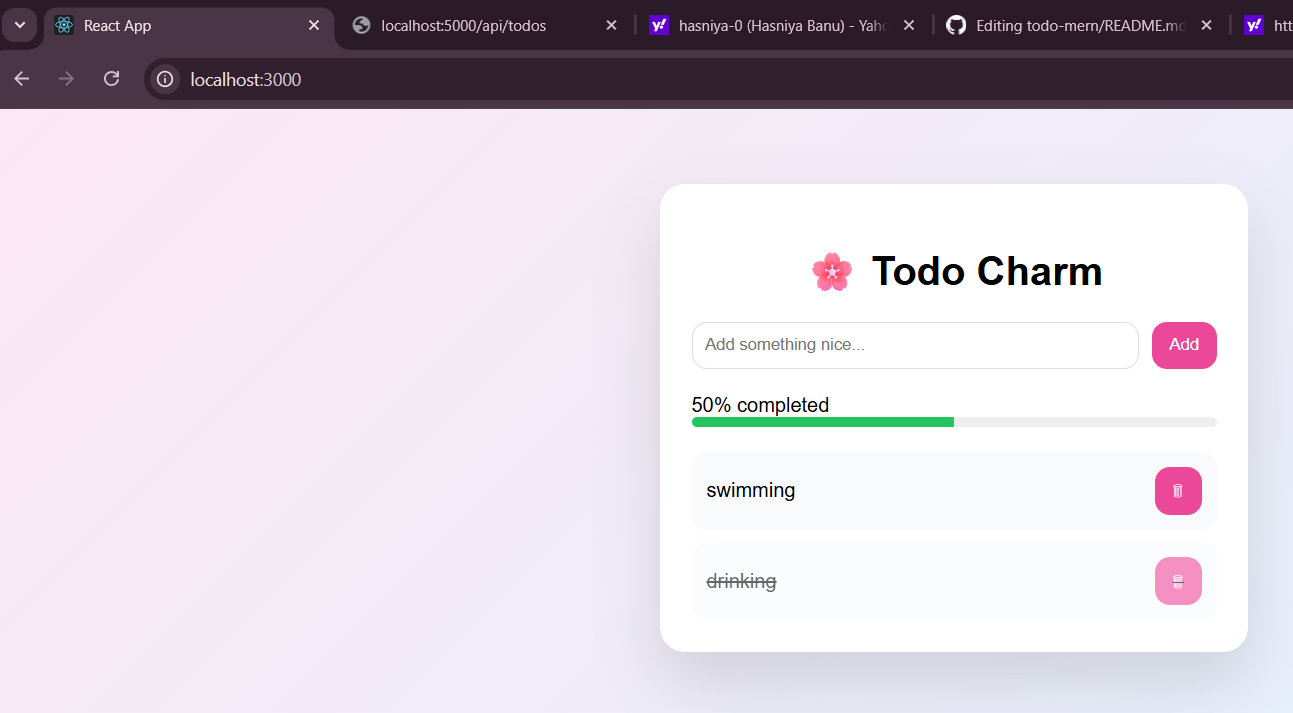 React App
localhost:5000/api/todos
hasniya-0 (Hasniya Banu) - Yaho
Editing todo-mern/README.md
htt
localhost:3000
🌸 Todo Charm
Add something nice...
Add
50% completed
swimming
drinking